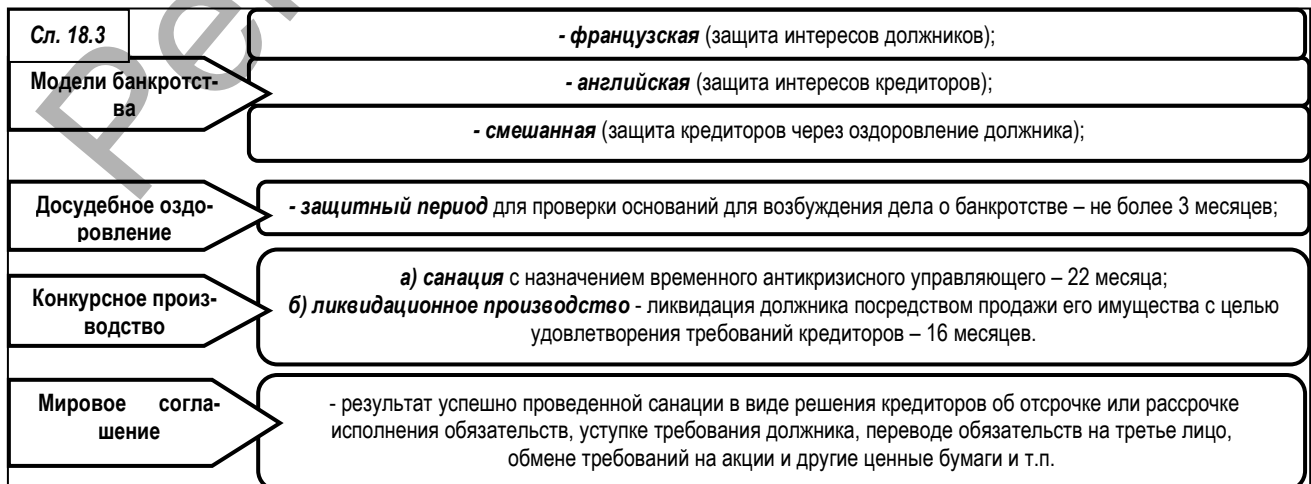 Сл. 18.3
- французская (защита интересов должников);
Модели банкротст-
ва
- английская (защита интересов кредиторов);
- смешанная (защита кредиторов через оздоровление должника);
Досудебное оздо-
ровление
- защитный период для проверки оснований для возбуждения дела о банкротстве – не более 3 месяцев;
Конкурсное произ-
водство
а) санация с назначением временного антикризисного управляющего – 22 месяца;
б) ликвидационное производство - ликвидация должника посредством продажи его имущества с целью
удовлетворения требований кредиторов – 16 месяцев.
Мировое согла-
шение
- результат успешно проведенной санации в виде решения кредиторов об отсрочке или рассрочке
исполнения обязательств, уступке требования должника, переводе обязательств на третье лицо,
обмене требований на акции и другие ценные бумаги и т.п.